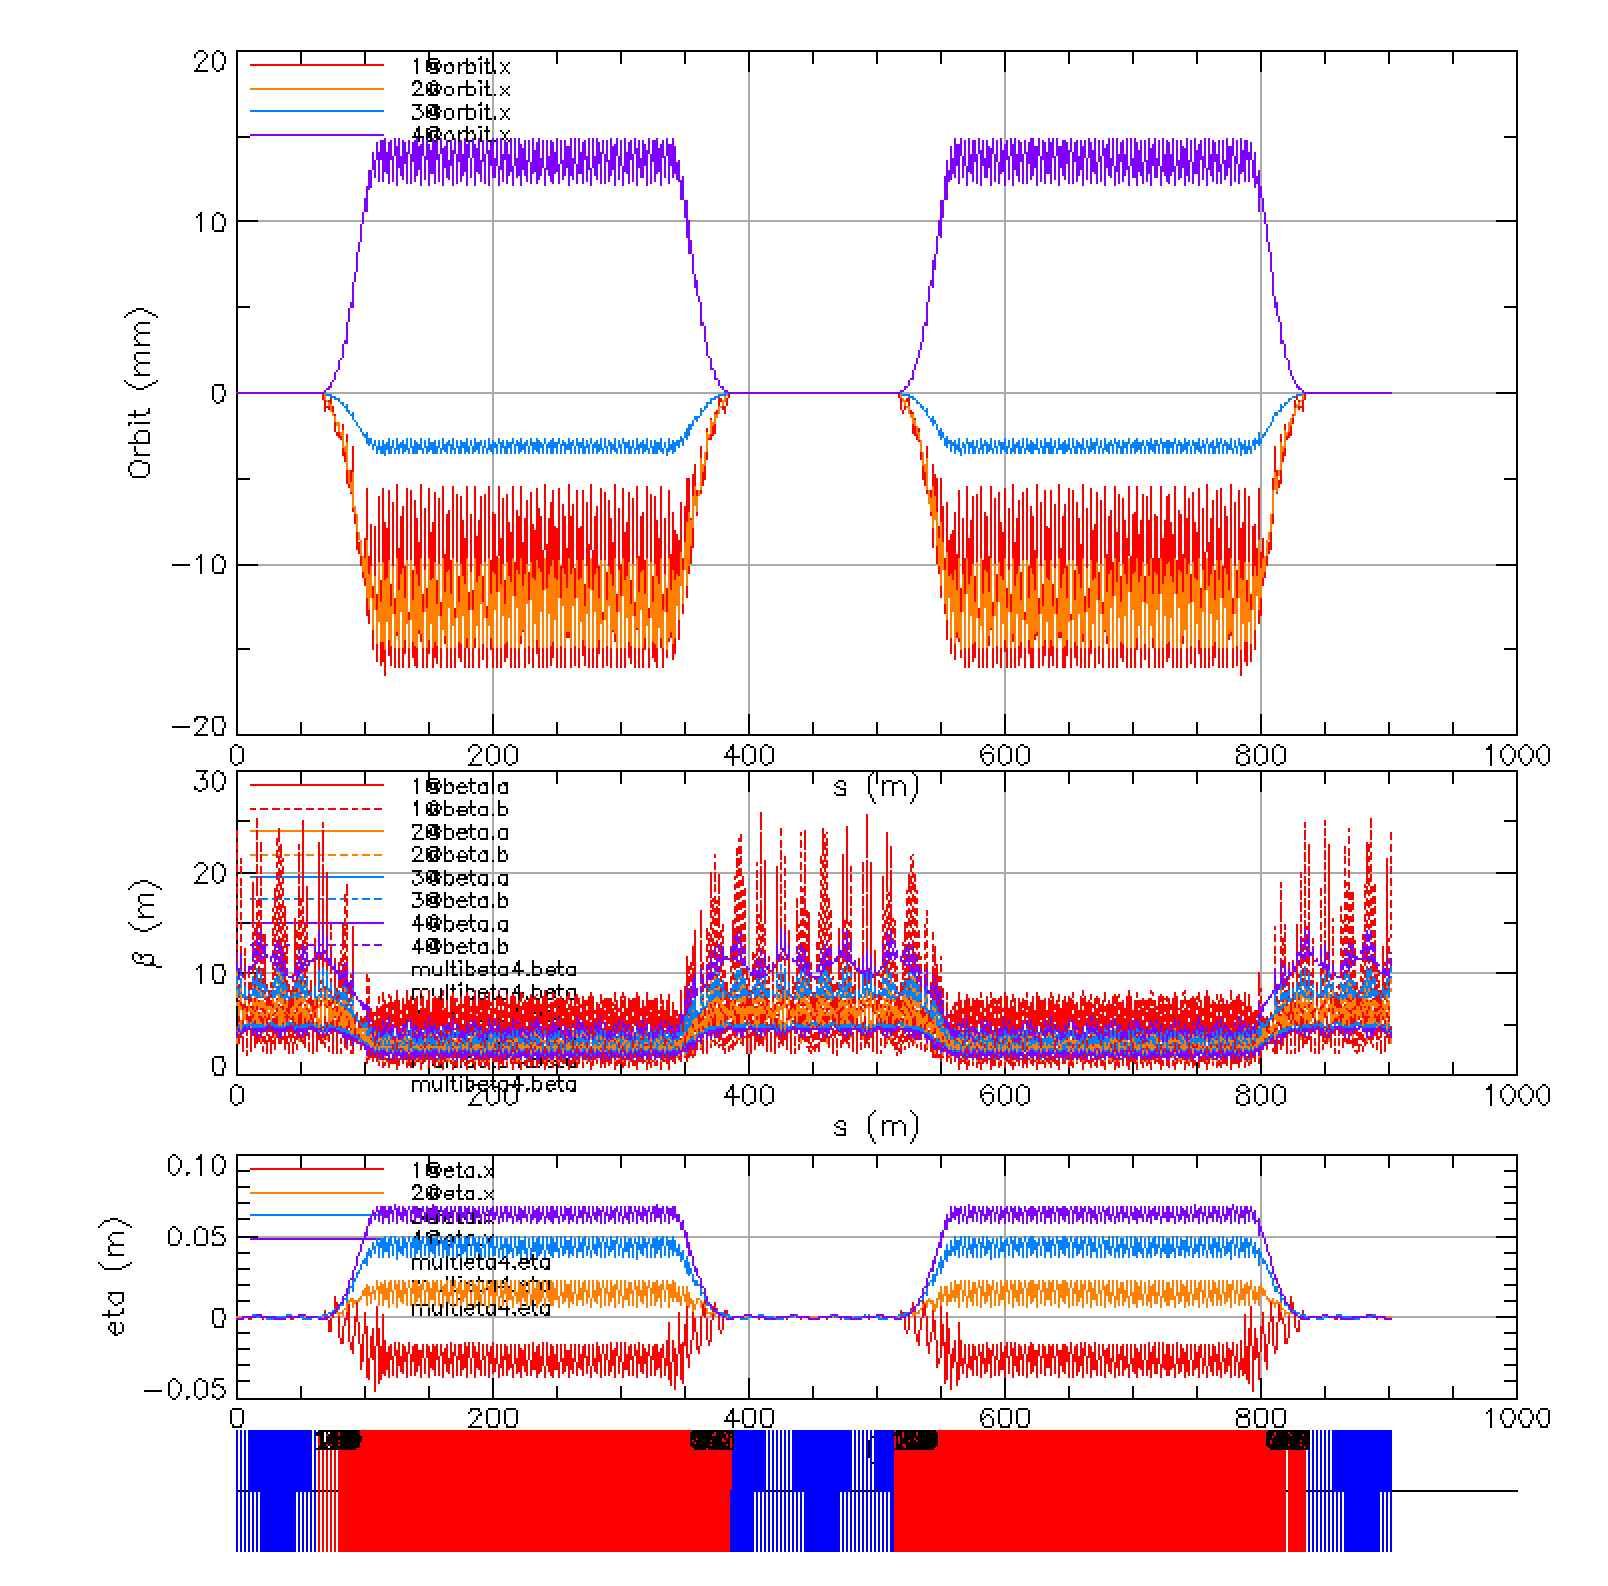 20
10
0
−10
−20
Orbit (mm)
1@orbit.x
2@orbit.x
3@orbit.x
4@orbit.x
0 200 400 600 800 1000
s (m)
30
20
10
0
β (m)
1@beta.a
1@beta.b
2@beta.a
2@beta.b
3@beta.a
3@beta.b
4@beta.a
4@beta.b
multibeta4.beta
multibeta4.beta
multibeta4.beta
0 200 400 600 800 1000
s (m)
0.10
0.05
0
−0.05
eta (m)
1@eta.x
2@eta.x
4@eta.x
multieta4.eta
multieta4.eta
multieta4.eta
0 200 400 600 800 1000